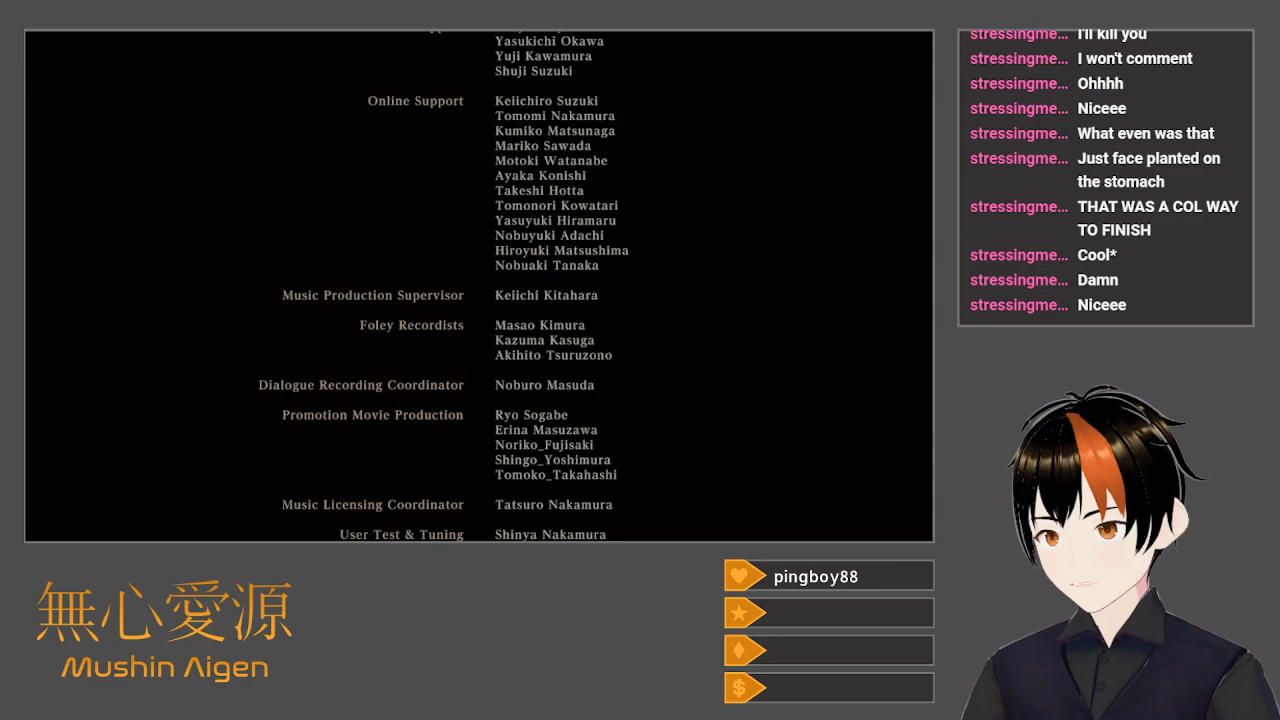 Yasukichi Okawa
Yuji Kawamura
Shuji Suzuki
Online Support Keiichiro Suzuki
Tomomi Nakamura
Kumiko Matsunaga
Mariko Sawada
Motoki Watanabe
Ayaka Konishi
Takeshi Hotta
Tomonori Kowatari
Yasuyuki Hiramaru
Nobuyuki Adachi
Hiroyuki Matsushima
Nobuaki Tanaka
Music Production Supervisor Keiichi Kitahara
Foley Recordists Masao Kimura
Kazuma Kasuga
Akihito Tsuruzono
Dialogue Recording Coordinator Noburo Masuda
Promotion Movie Production Ryo Sogabe
Erina Masuzawa
Noriko_Fujisaki
Shingo_Yoshimura
Tomoko_Takahashi
Music Licensing Coordinator Tatsuro Nakamura
User Test & Tuning Shinya Nakamura
stressingme... I'll kill you
stressingme... I won't comment
stressingme... Ohhhh
stressingme... Niceee
stressingme... What even was that
stressingme... Just face planted on
the stomach
stressingme... THAT WAS A COL WAY
TO FINISH
stressingme... Cool*
stressingme... Damn
stressingme... Niceee
無心愛源
Mushin Aigen
pingboy88
$